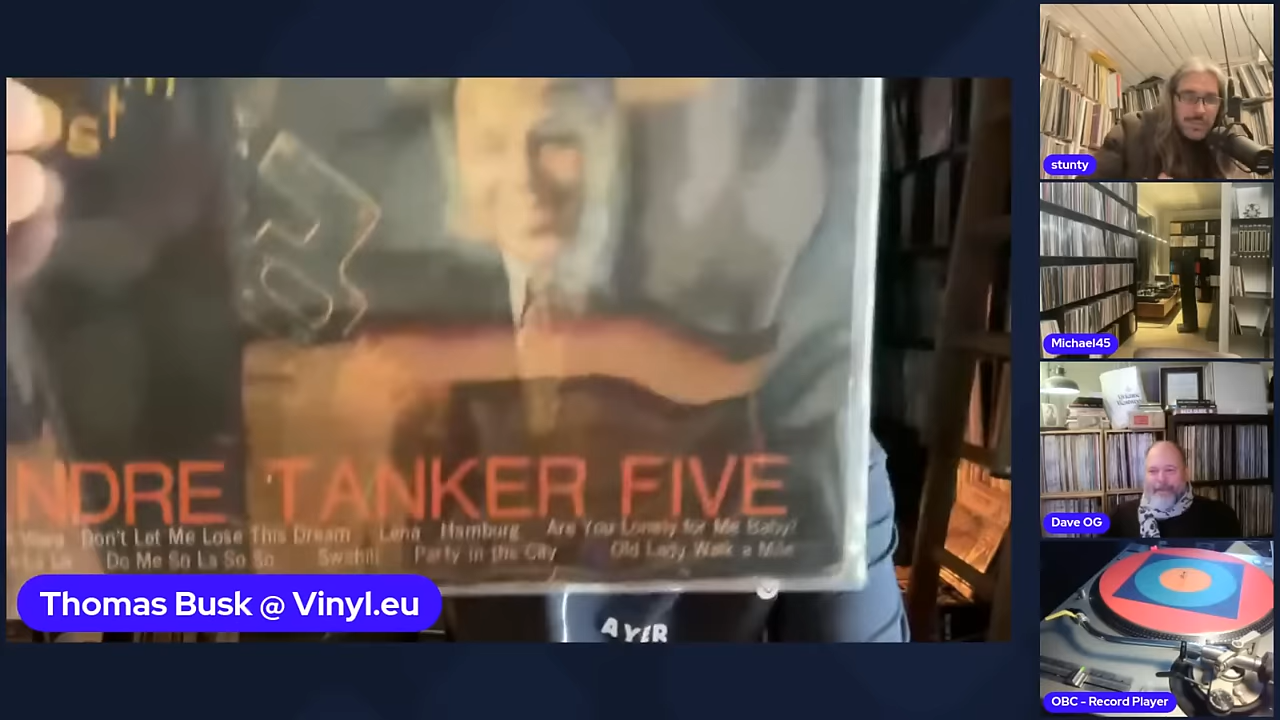 NDRE TANKER FIVE
Don't Let Me Lose This Dream Lena Hamburg Are You Lonely for Me Baby?
La La Do Me So La So So Swahili Party in the City Old Lady Walk a Mile
Thomas Busk @ Vinyl.eu
stunty
Michael45
Dave OG
OBC - Record Player